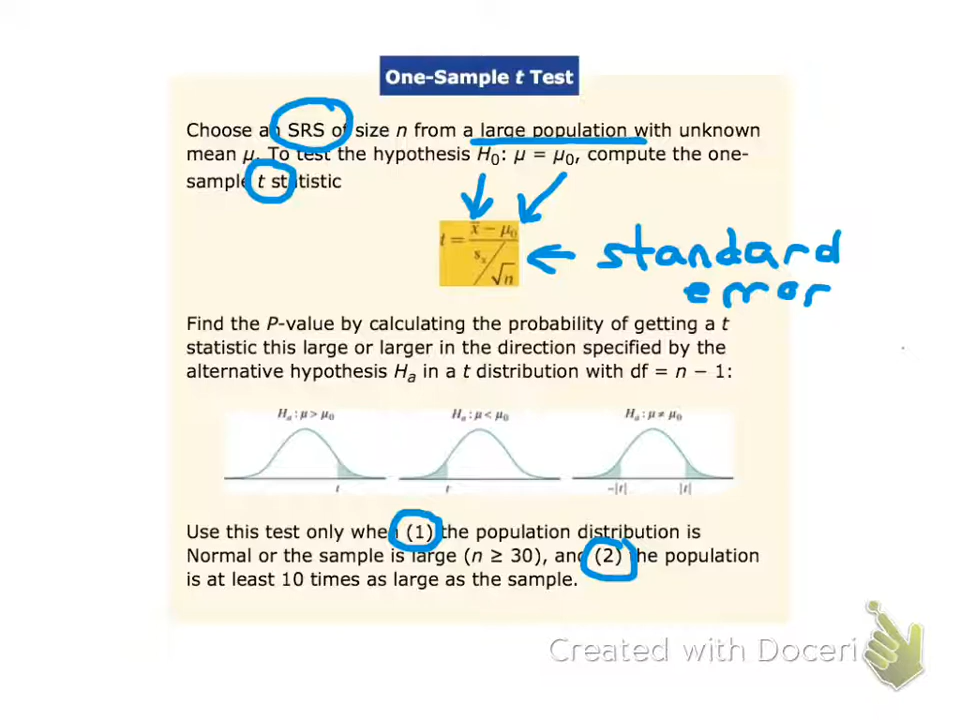 One-Sample t Test
Choose an SRS of size n from a large population with unknown
mean μ. To test the hypothesis H₀: μ = μ₀, compute the one-
sample t statistic
t = x̄ − μ₀ / sₓ/√n
← standard
error
Find the P-value by calculating the probability of getting a t
statistic this large or larger in the direction specified by the
alternative hypothesis Hₐ in a t distribution with df = n − 1:
Hₐ : μ > μ₀ Hₐ : μ < μ₀ Hₐ : μ ≠ μ₀
t t −|t| |t|
Use this test only when (1) the population distribution is
Normal or the sample is large (n ≥ 30), and (2) the population
is at least 10 times as large as the sample.
Created with Doceri